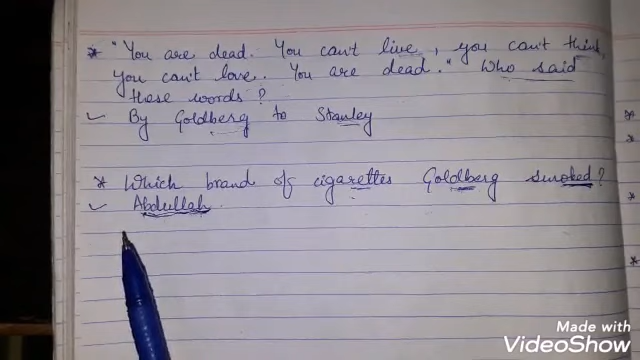 * "You are dead. You can't live, you can't think,
you can't love. You are dead." Who said
these words?
✓ By Goldberg to Stanley
* Which brand of cigarettes Goldberg smoked?
✓ Abdullah
Made with
VideoShow